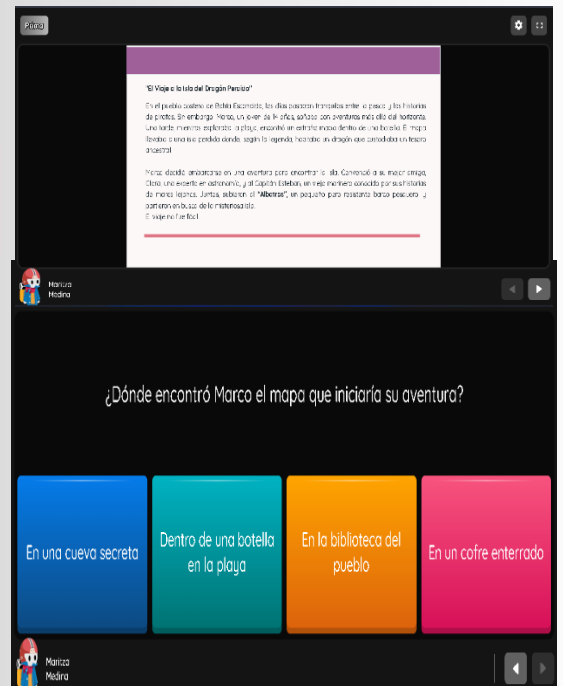 "El Viaje a la Isla del Dragón Perdido"
En el pueblo costero de Bahía Escondida, los días pasaban tranquilos entre la pesca y las historias
de piratas. Sin embargo, Marco, un joven de 14 años, soñaba con aventuras más allá del horizonte.
Una tarde, mientras exploraba la playa, encontró un extraño mapa dentro de una botella. El mapa
llevaba a una isla perdida donde, según la leyenda, habitaba un dragón que custodiaba un tesoro
ancestral.
Marco decidió embarcarse en una aventura para encontrar la isla. Convenció a su mejor amiga,
Clara, una experta en astronomía, y al Capitán Esteban, un viejo marinero conocido por sus historias
de mares lejanos. Juntos, subieron al "Albatros", un pequeño pero resistente barco pesquero y
partieron en busca de la misteriosa isla.
El viaje no fue fácil
Maritza
Medina
¿Dónde encontró Marco el mapa que iniciaría su aventura?
En una cueva secreta
Dentro de una botella
en la playa
En la biblioteca del
pueblo
En un cofre enterrado
Maritza
Medina